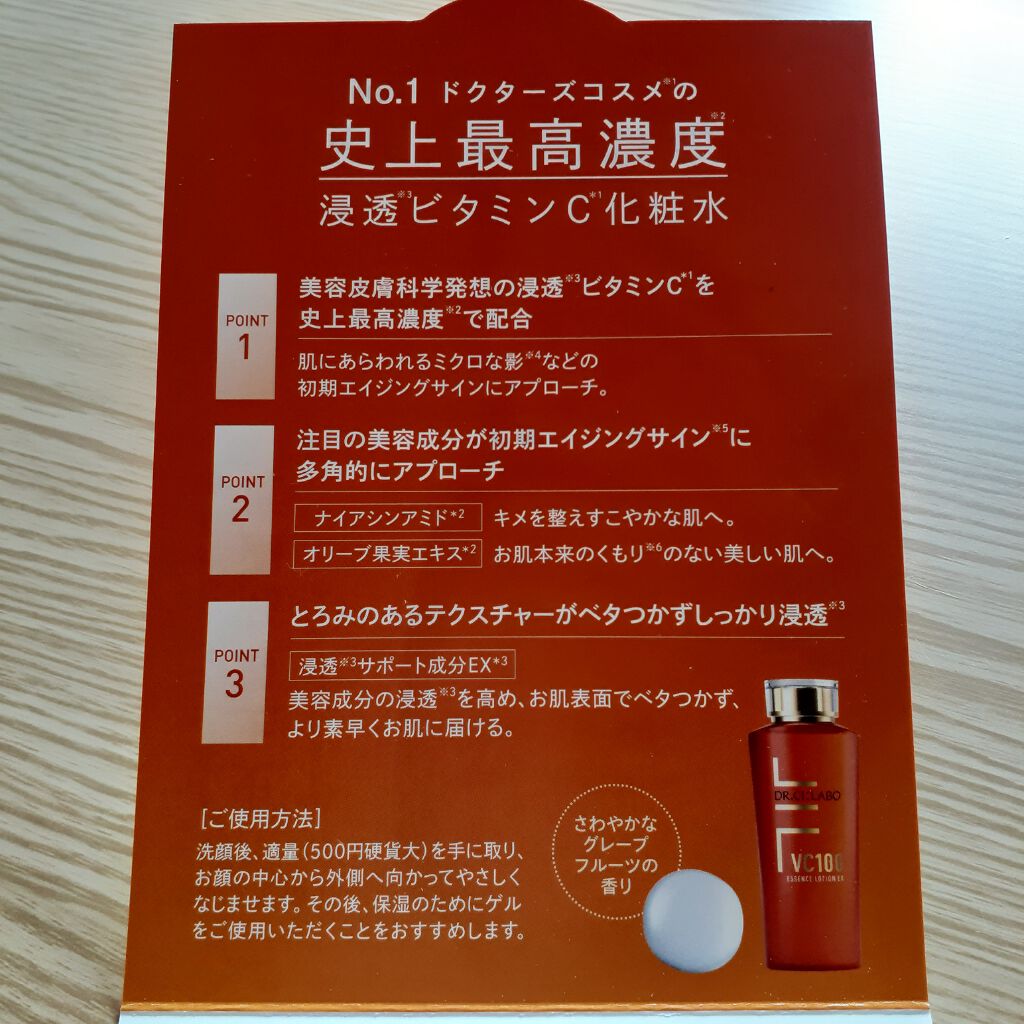 No.1 ドクターズコスメ※1の
史上最高濃度※2
浸透※3ビタミンC*1化粧水
POINT
1
美容皮膚科学発想の浸透※3ビタミンC*1を
史上最高濃度※2で配合
肌にあらわれるミクロな影※4などの
初期エイジングサインにアプローチ。
POINT
2
注目の美容成分が初期エイジングサイン※5に
多角的にアプローチ
ナイアシンアミド*2 キメを整えすこやかな肌へ。
オリーブ果実エキス*2 お肌本来のくもり※6のない美しい肌へ。
POINT
3
とろみのあるテクスチャーがベタつかずしっかり浸透※3
浸透※3サポート成分EX*3
美容成分の浸透※3を高め、お肌表面でベタつかず、
より素早くお肌に届ける。
[ご使用方法]
洗顔後、適量(500円硬貨大)を手に取り、
お顔の中心から外側へ向かってやさしく
なじませます。その後、保湿のためにゲル
をご使用いただくことをおすすめします。
さわやかな
グレープ
フルーツの
香り
DR.CI:LABO
VC100
ESSENCE LOTION EX